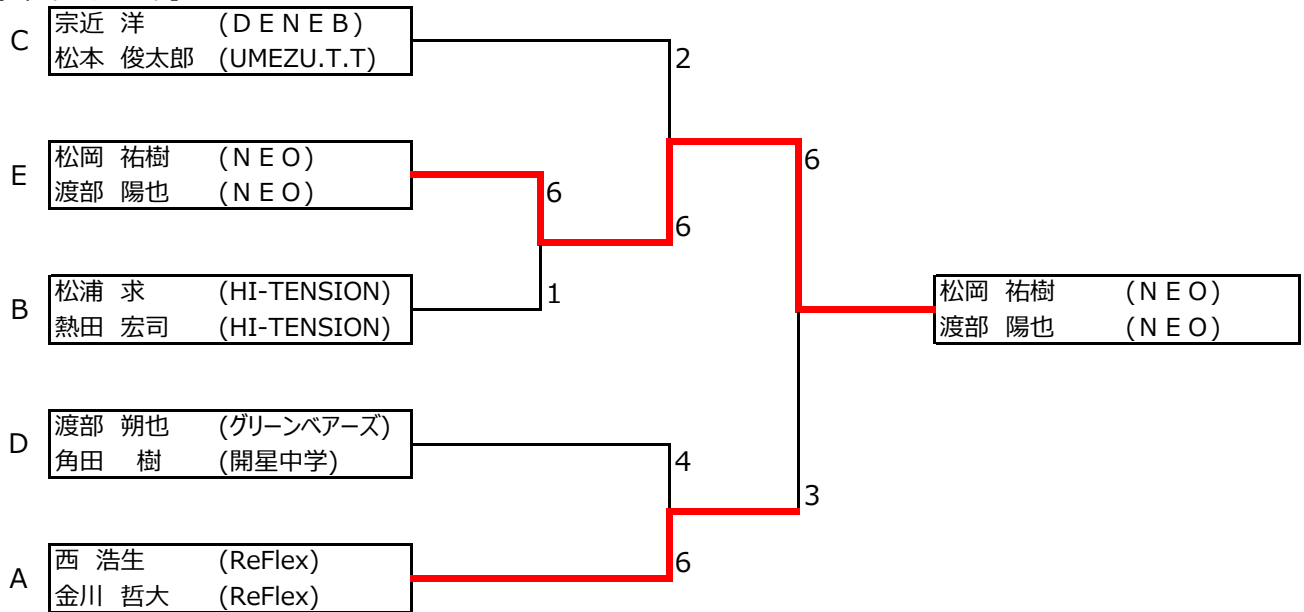 C
宗近 洋 (ＤＥＮＥＢ)
松本 俊太郎 (UMEZU.T.T)
2
E
松岡 祐樹 (ＮＥＯ)
渡部 陽也 (ＮＥＯ)
6
6
6
B
松浦 求 (HI-TENSION)
熱田 宏司 (HI-TENSION)
1
松岡 祐樹 (ＮＥＯ)
渡部 陽也 (ＮＥＯ)
D
渡部 朔也 (グリーンベアーズ)
角田 樹 (開星中学)
4
3
A
西 浩生 (ReFlex)
金川 哲大 (ReFlex)
6